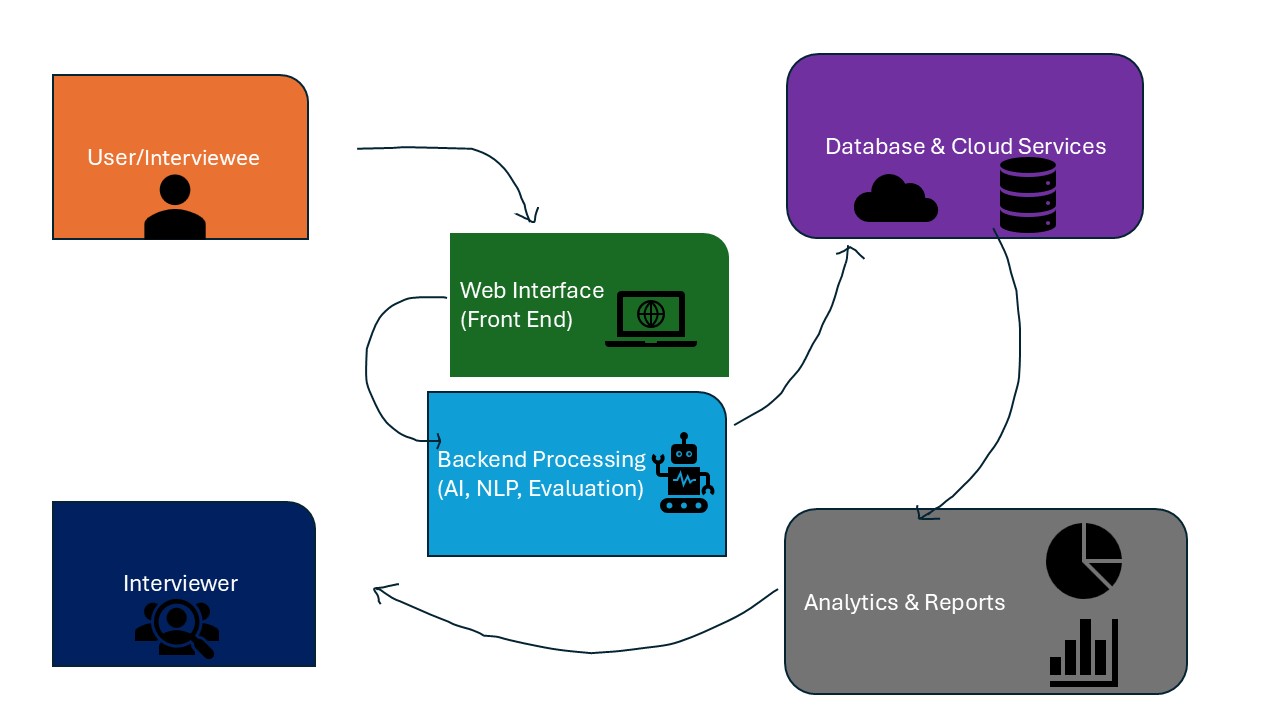 User/Interviewee
Database & Cloud Services
Web Interface
(Front End)
Backend Processing
(AI, NLP, Evaluation)
Interviewer
Analytics & Reports